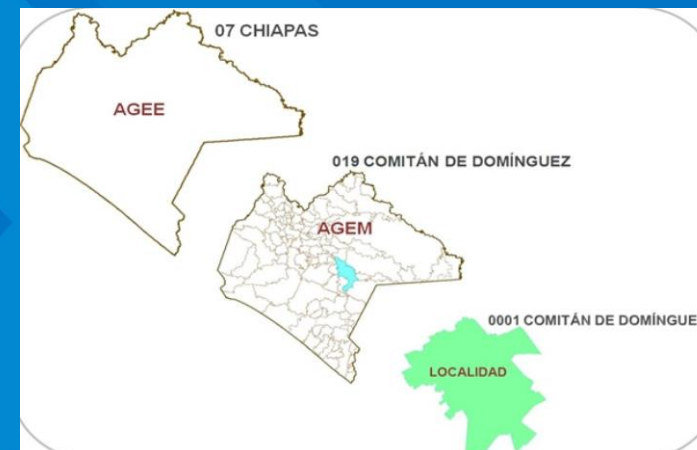 07 CHIAPAS
AGEE
019 COMITÁN DE DOMÍNGUEZ
AGEM
0001 COMITÁN DE DOMÍNGUE
LOCALIDAD